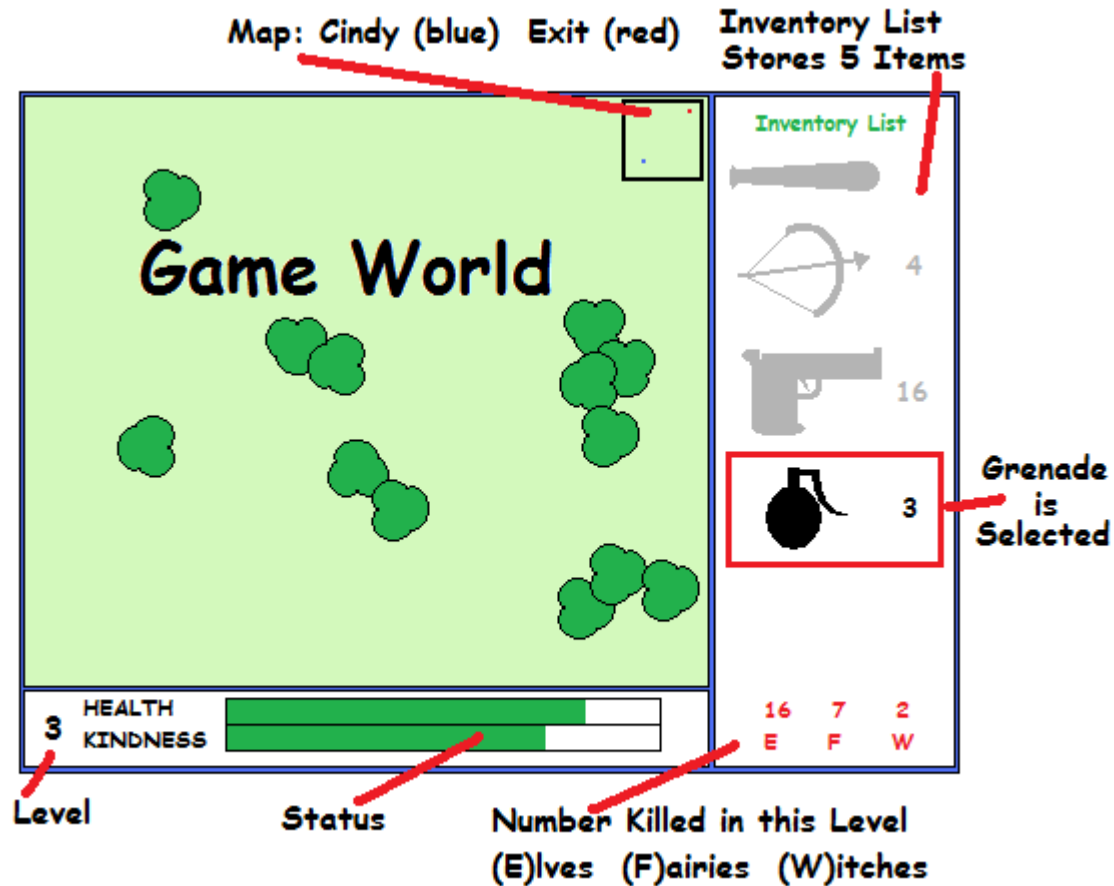 Map: Cindy (blue)  Exit (red)
Inventory List
Stores 5 Items
Inventory List
Game World
4
16
3
Grenade
is
Selected
3
HEALTH
KINDNESS
16 7 2
E F W
Level
Status
Number Killed in this Level
(E)lves  (F)airies  (W)itches